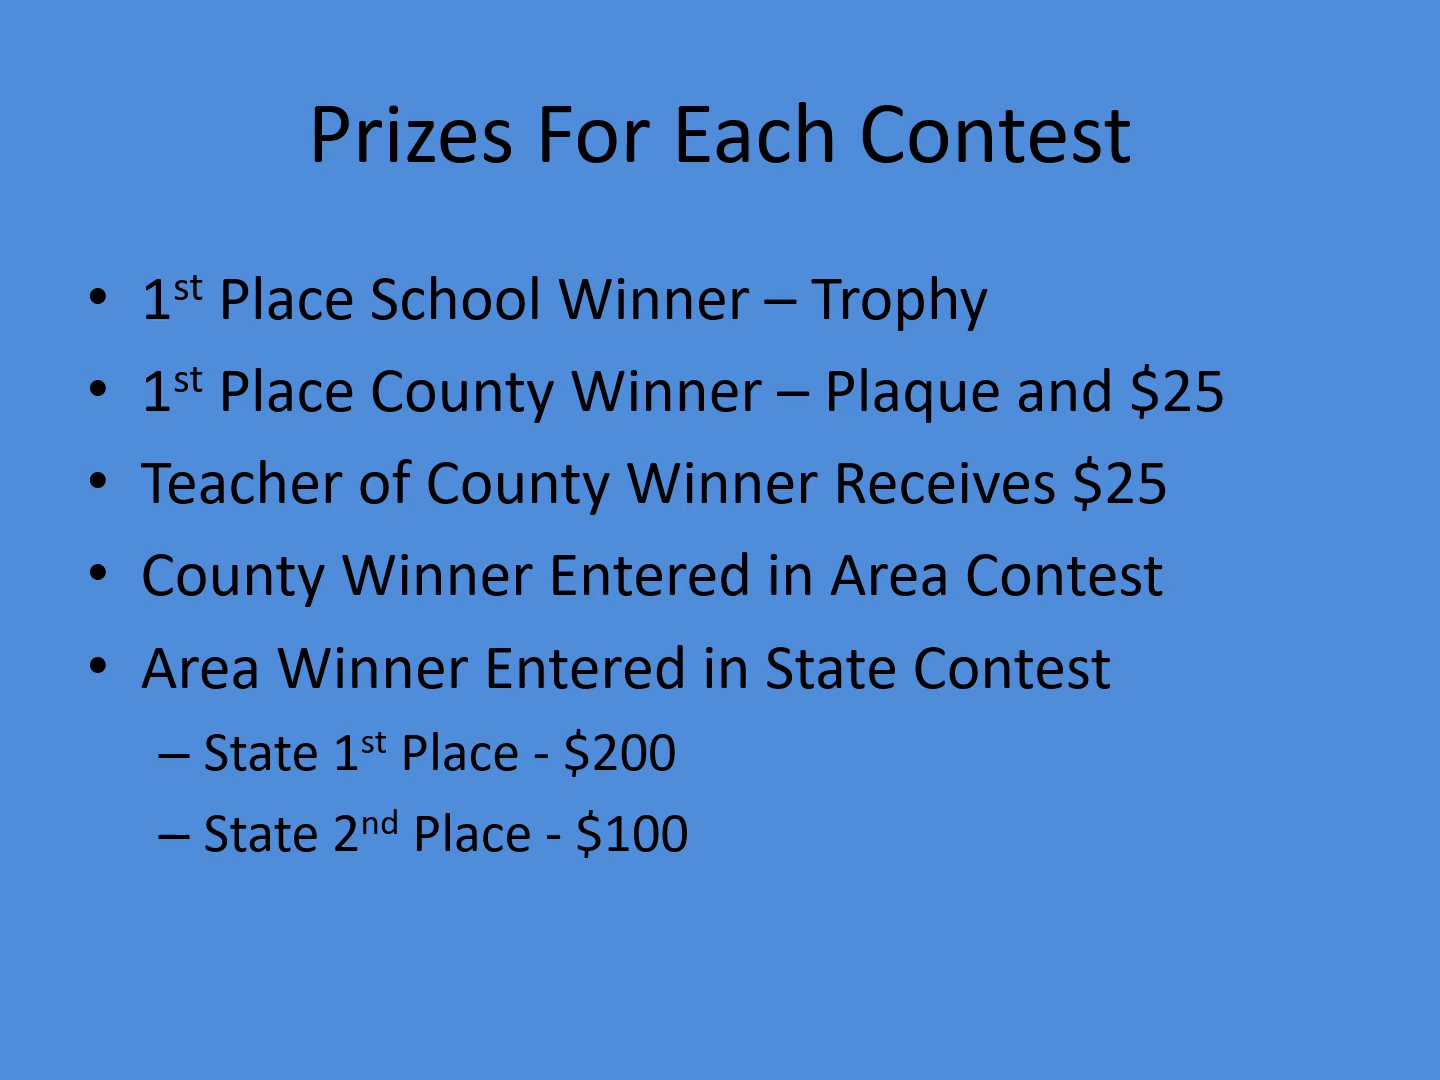 Prizes For Each Contest
• 1st Place School Winner – Trophy
• 1st Place County Winner – Plaque and $25
• Teacher of County Winner Receives $25
• County Winner Entered in Area Contest
• Area Winner Entered in State Contest
– State 1st Place - $200
– State 2nd Place - $100